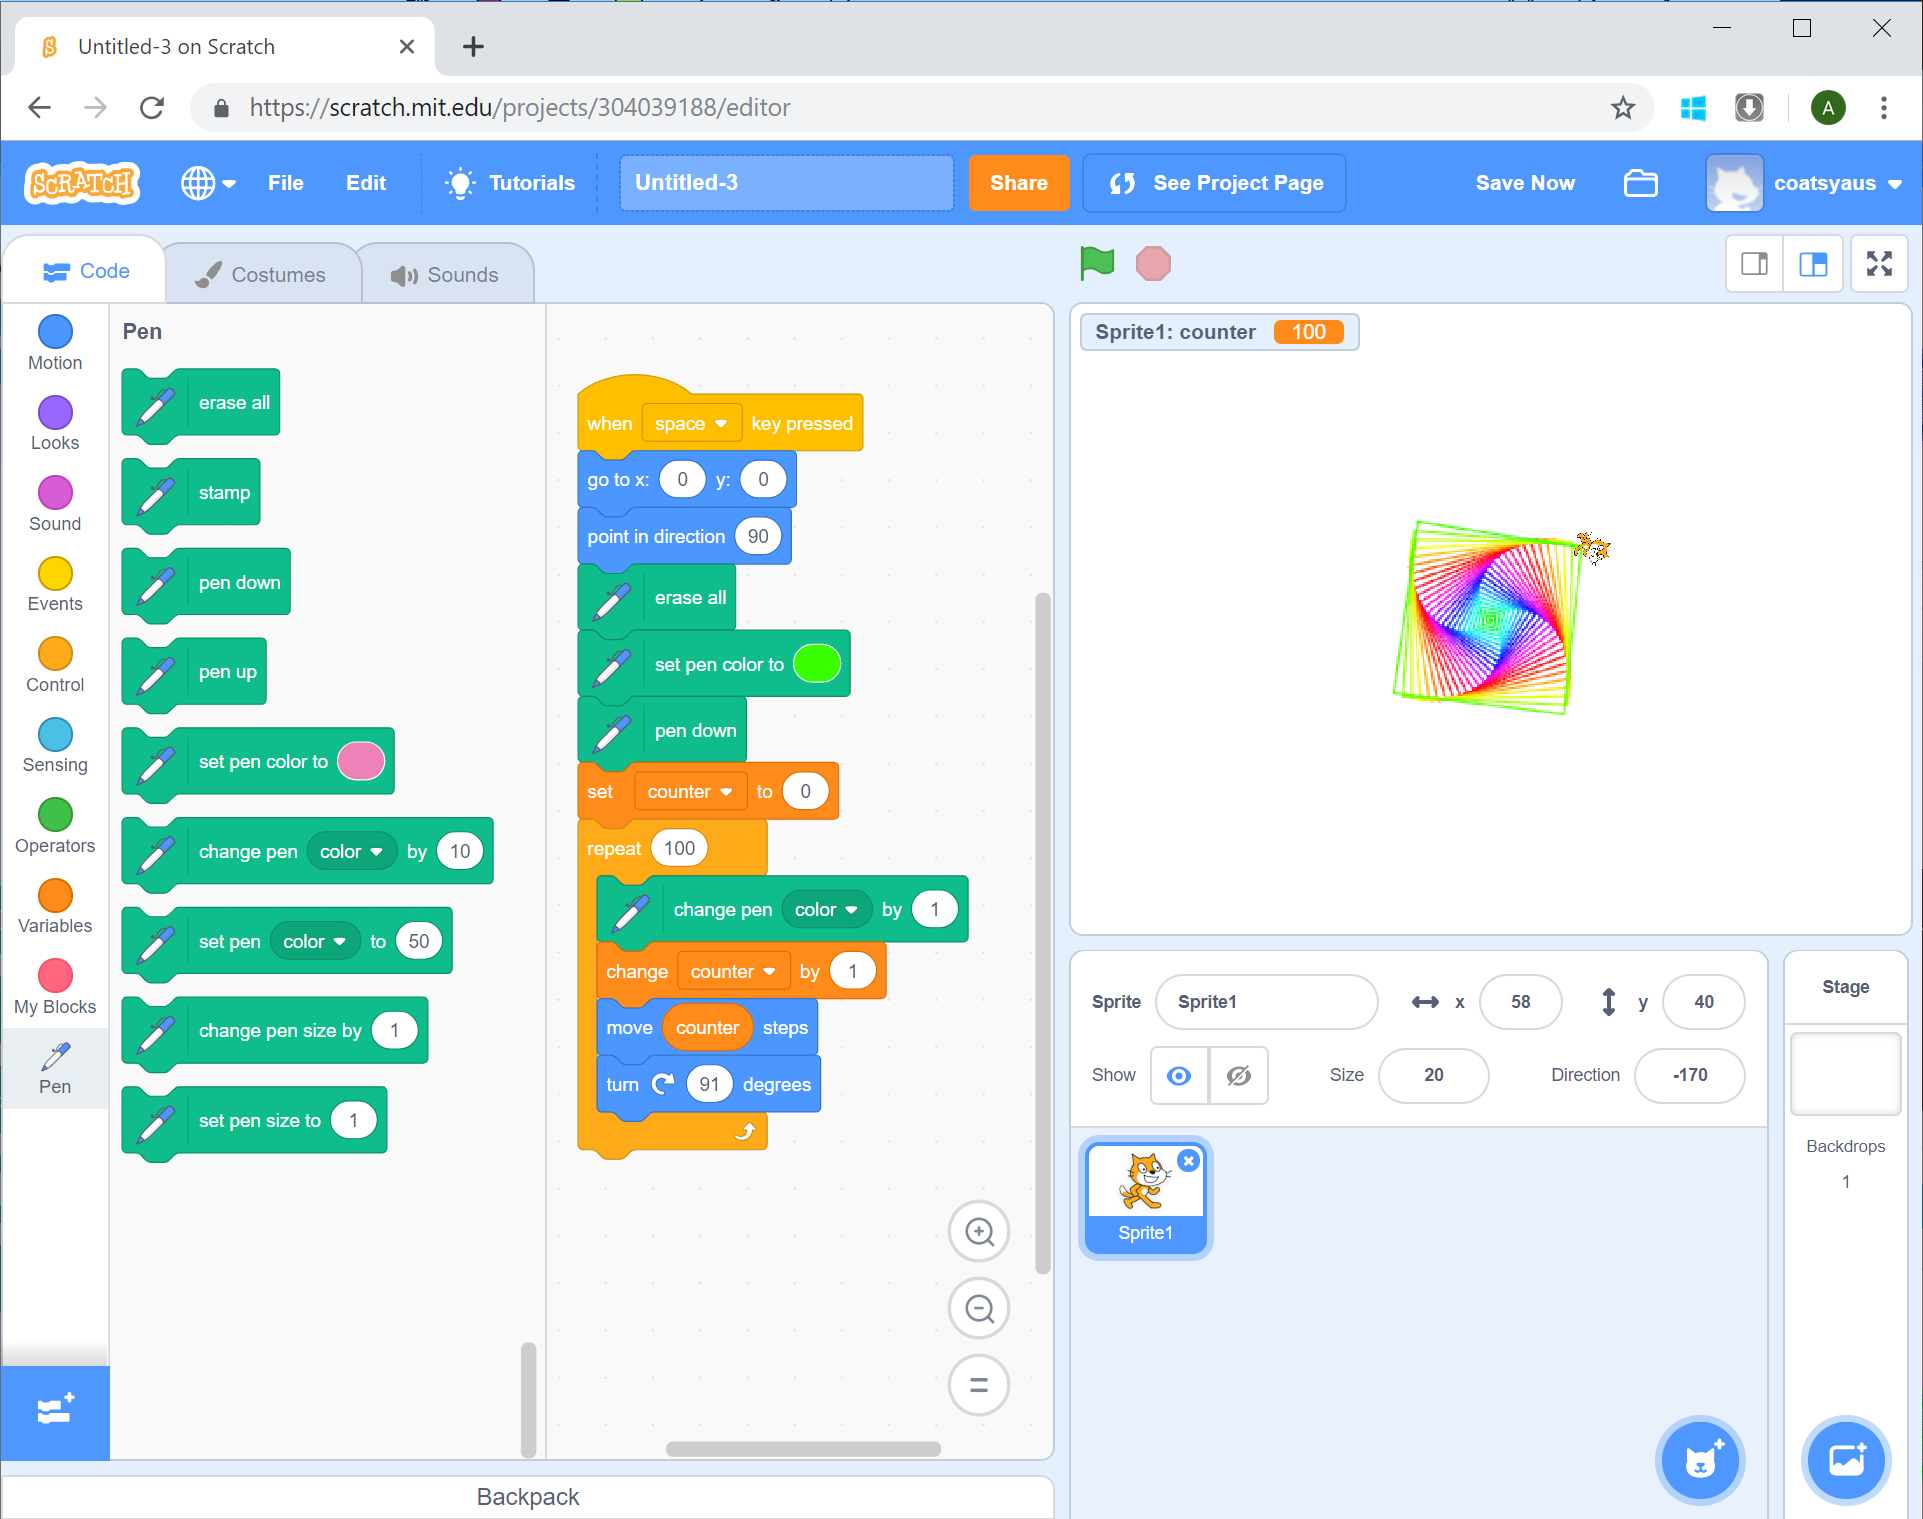 Untitled-3 on Scratch
https://scratch.mit.edu/projects/304039188/editor
A
SCRATCH
File
Edit
Tutorials
Untitled-3
Share
See Project Page
Save Now
coatsyaus
Code
Costumes
Sounds
Motion
Looks
Sound
Events
Control
Sensing
Operators
Variables
My Blocks
Pen
Pen
erase all
stamp
pen down
pen up
set pen color to
change pen color by 10
set pen color to 50
change pen size by 1
set pen size to 1
when space key pressed
go to x: 0 y: 0
point in direction 90
erase all
set pen color to
pen down
set counter to 0
repeat 100
change pen color by 1
change counter by 1
move counter steps
turn 91 degrees
Backpack
Sprite1: counter 100
Sprite Sprite1 x 58 y 40
Show Size 20 Direction -170
Sprite1
Stage
Backdrops
1